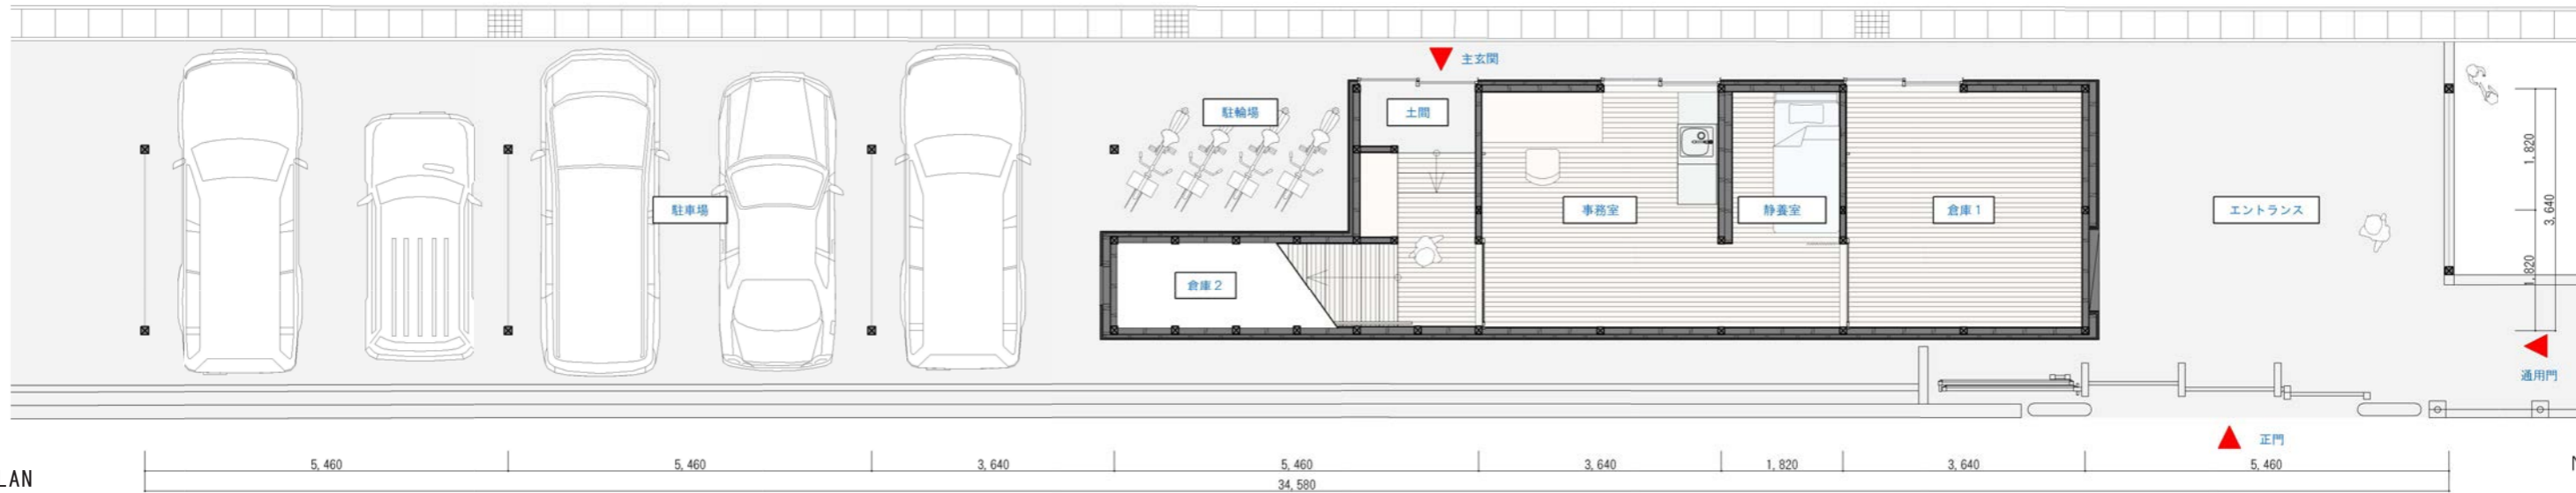 主玄関
駐輪場
土間
駐車場
事務室
静養室
倉庫1
エントランス
倉庫2
1,820
3,640
1,820
通用門
正門
5,460
5,460
3,640
5,460
3,640
1,820
3,640
5,460
34,580
AN